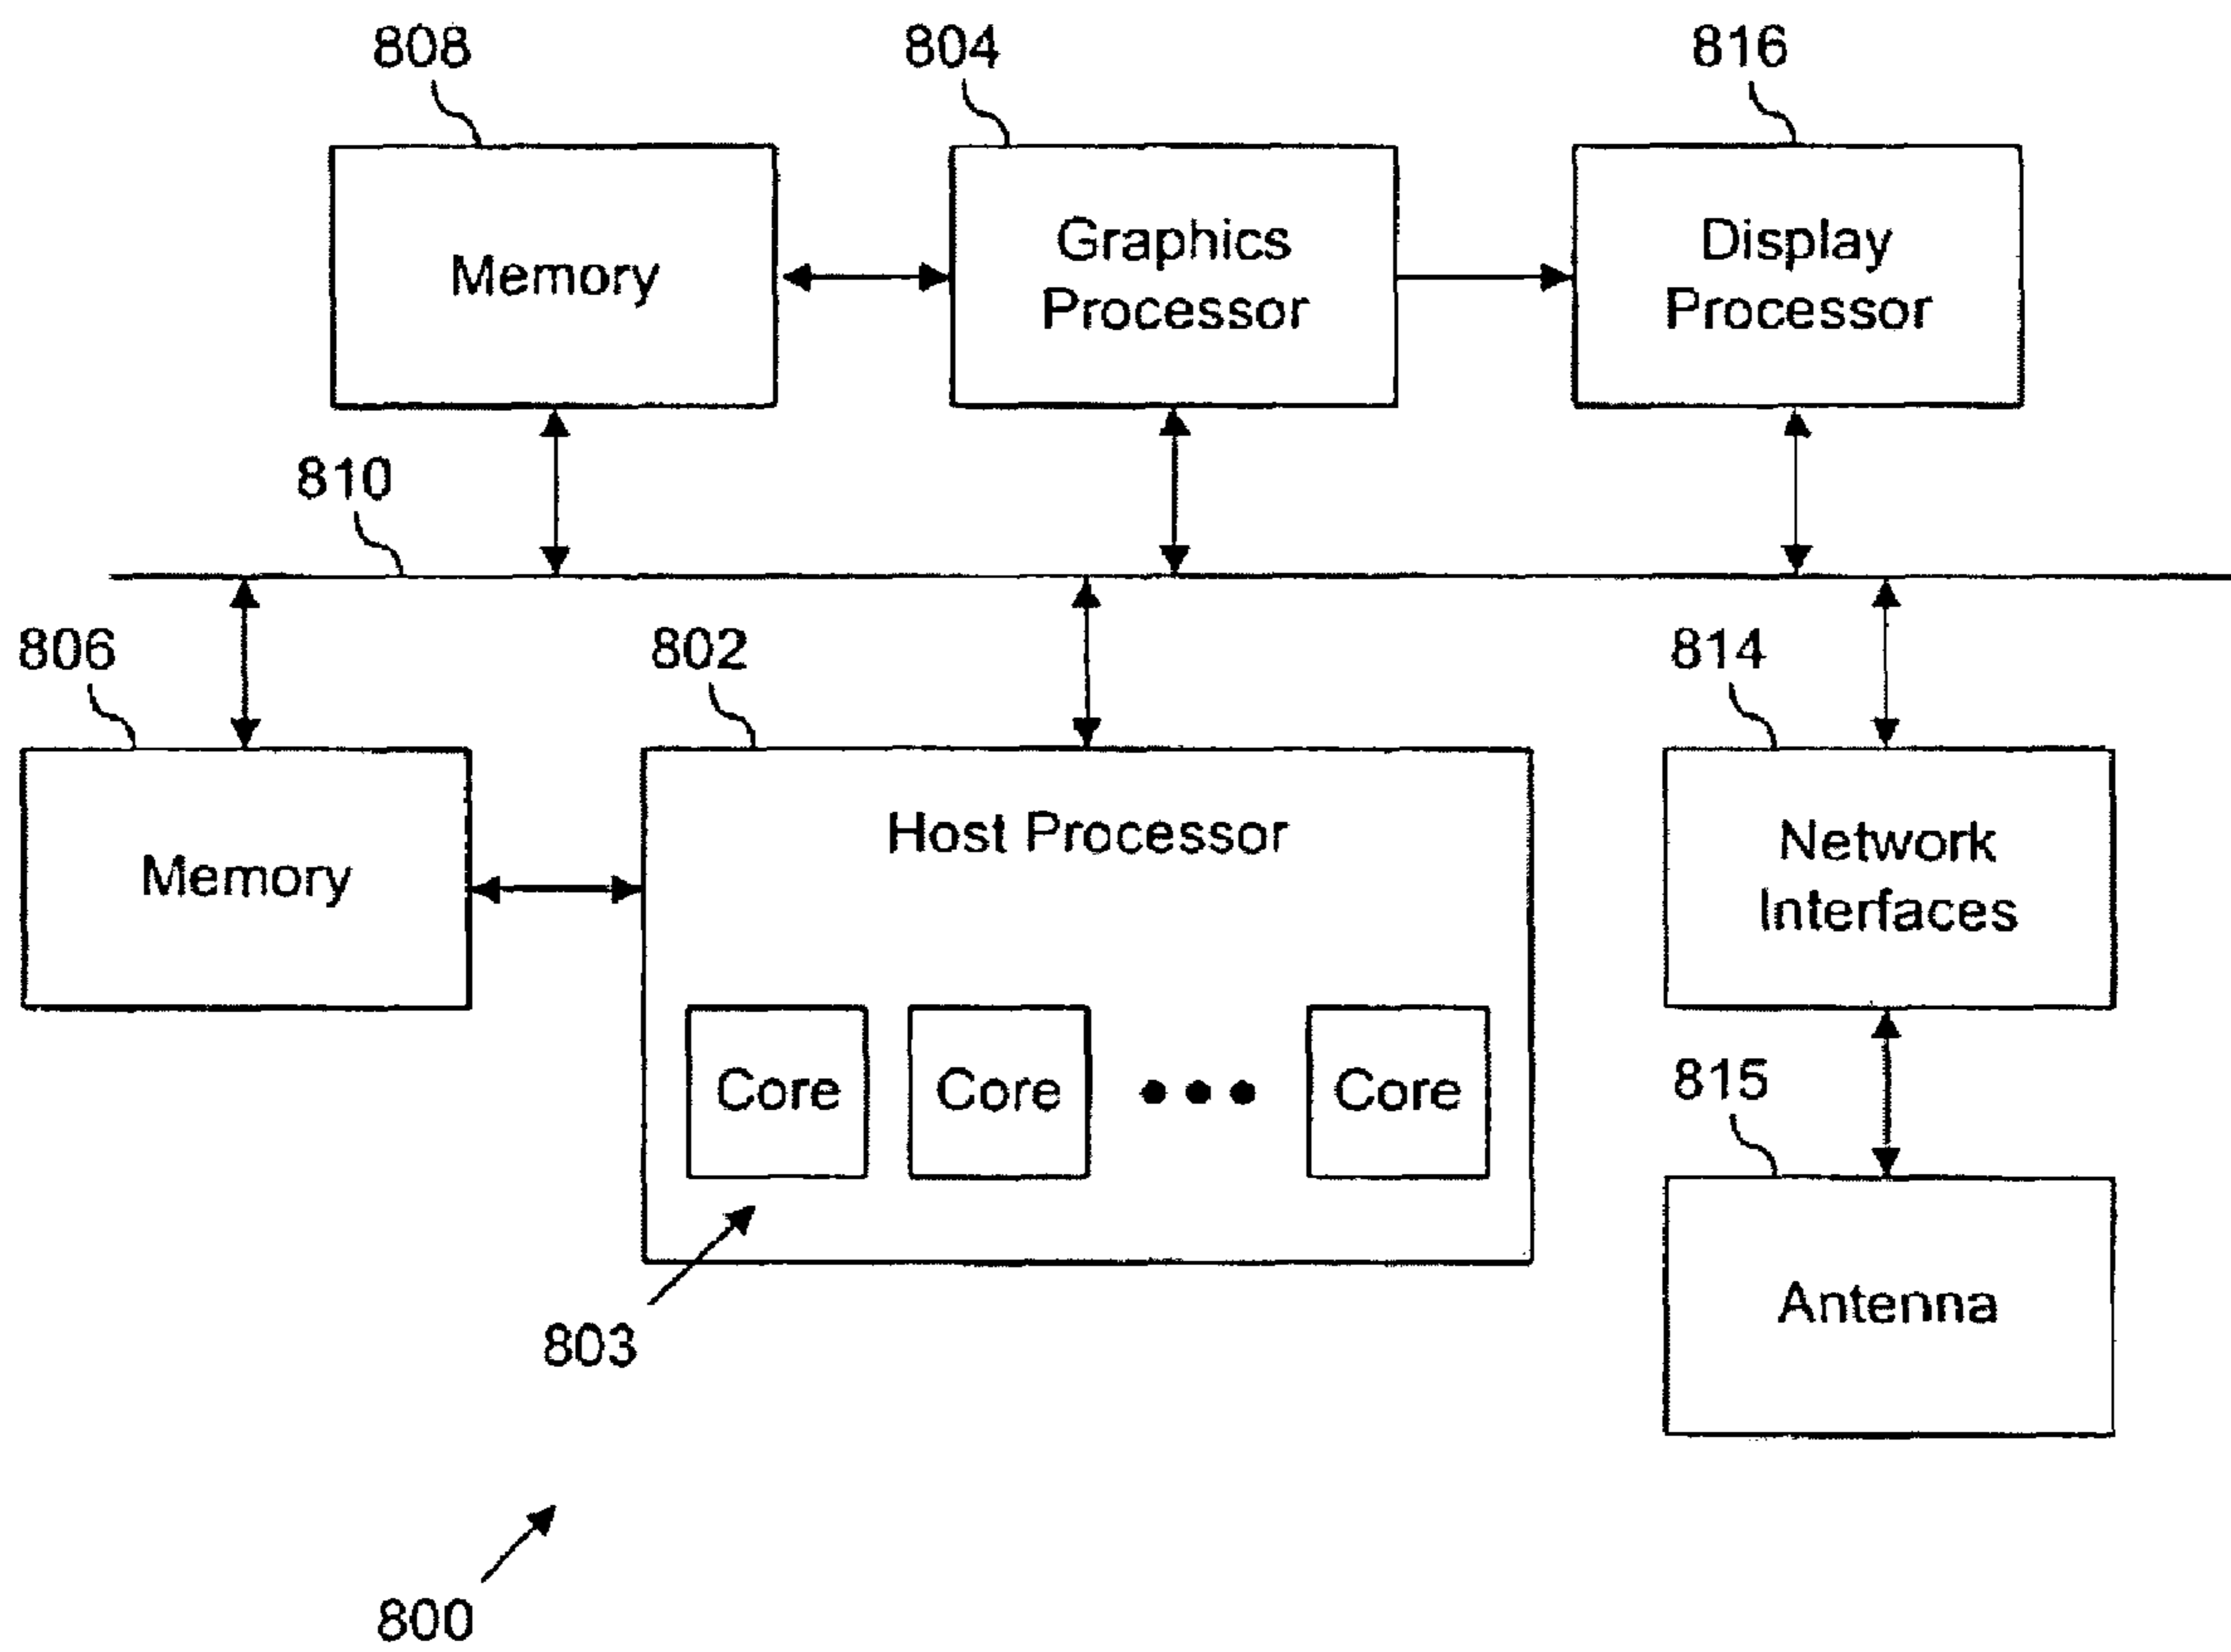 808
804
816
Memory
Graphics
Processor
Display
Processor
810
806
802
814
Memory
Host Processor
Network
Interfaces
Core
Core
Core
815
803
Antenna
800